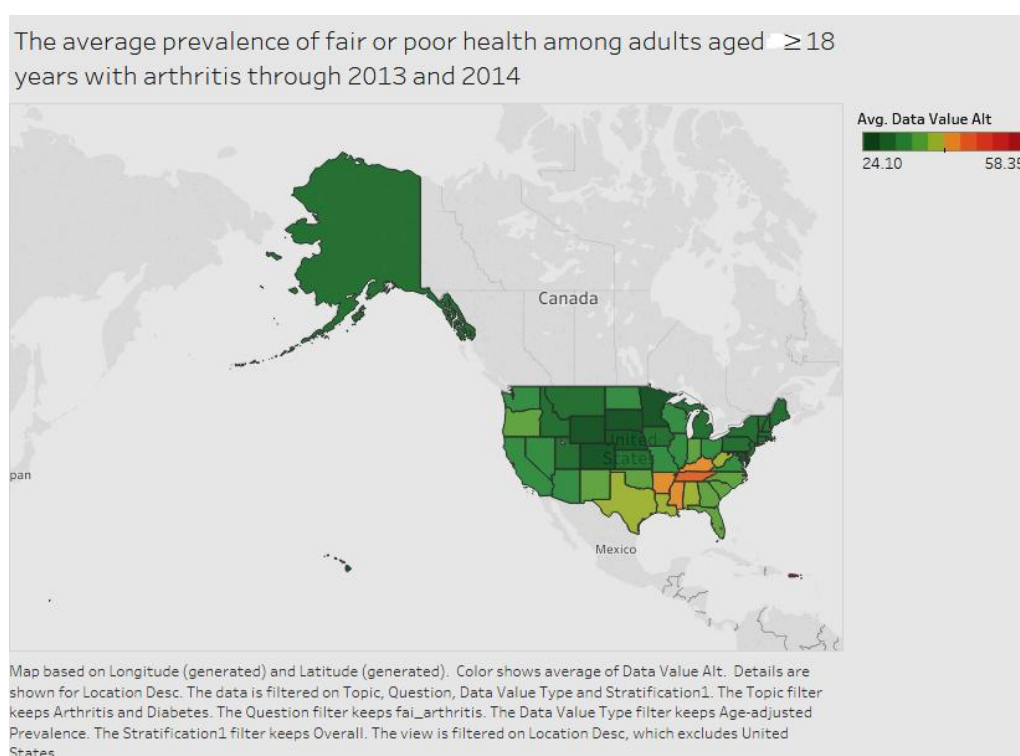 The average prevalence of fair or poor health among adults aged ≥ 18
years with arthritis through 2013 and 2014
Avg. Data Value Alt
24.10 58.35
Canada
United
States
pan
Mexico
Map based on Longitude (generated) and Latitude (generated). Color shows average of Data Value Alt. Details are
shown for Location Desc. The data is filtered on Topic, Question, Data Value Type and Stratification1. The Topic filter
keeps Arthritis and Diabetes. The Question filter keeps fai_arthritis. The Data Value Type filter keeps Age-adjusted
Prevalence. The Stratification1 filter keeps Overall. The view is filtered on Location Desc, which excludes United
States.